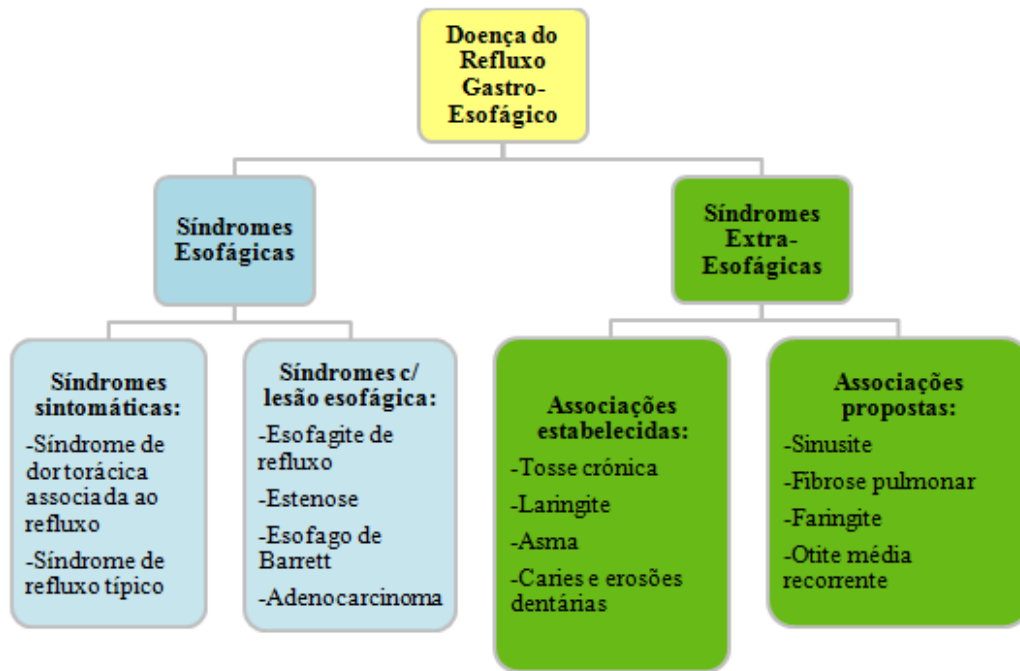 Doença do
Refluxo
Gastro-
Esofágico
Síndromes
Esofágicas
Síndromes
Extra-
Esofágicas
Síndromes
sintomáticas:
-Síndrome de
dor torácica
associada ao
refluxo
-Síndrome de
refluxo típico
Síndromes c/
lesão esofágica:
-Esofagite de
refluxo
-Estenose
-Esofago de
Barrett
-Adenocarcinoma
Associações
estabelecidas:
-Tosse crónica
-Laringite
-Asma
-Caries e erosões
dentárias
Associações
propostas:
-Sinusite
-Fibrose pulmonar
-Faringite
-Otite média
recorrente